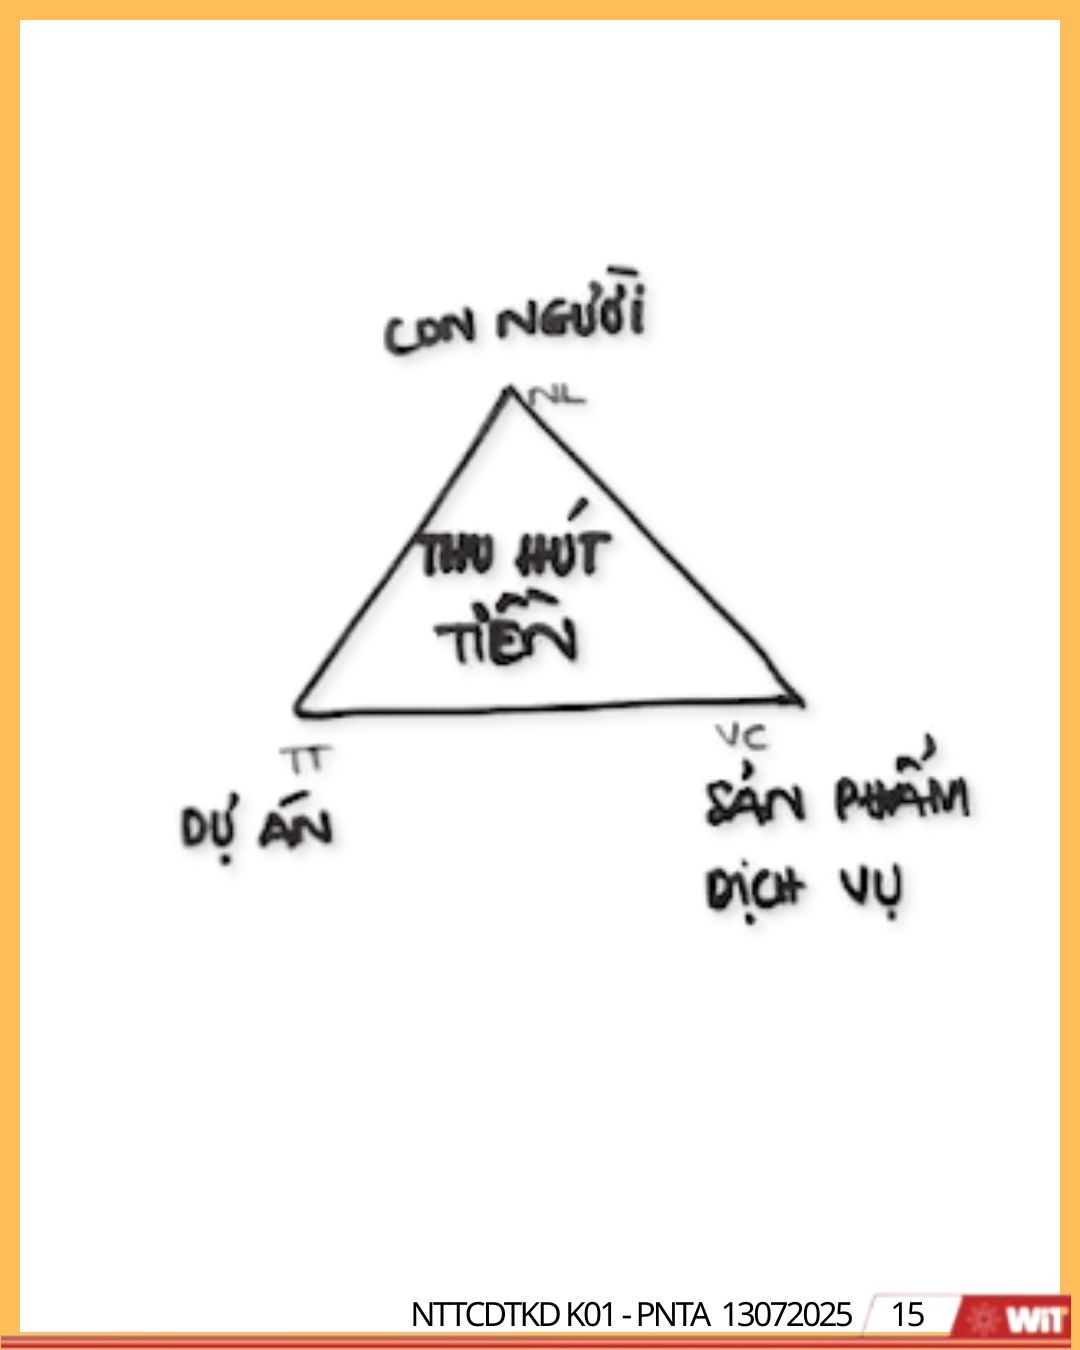 CON NGƯỜI
NL
THU HÚT
TIỀN
TT
VC
DỰ ÁN
SẢN PHẨM
DỊCH VỤ
NTTCDTKD K01 - PNTA 13072025 15 WiT